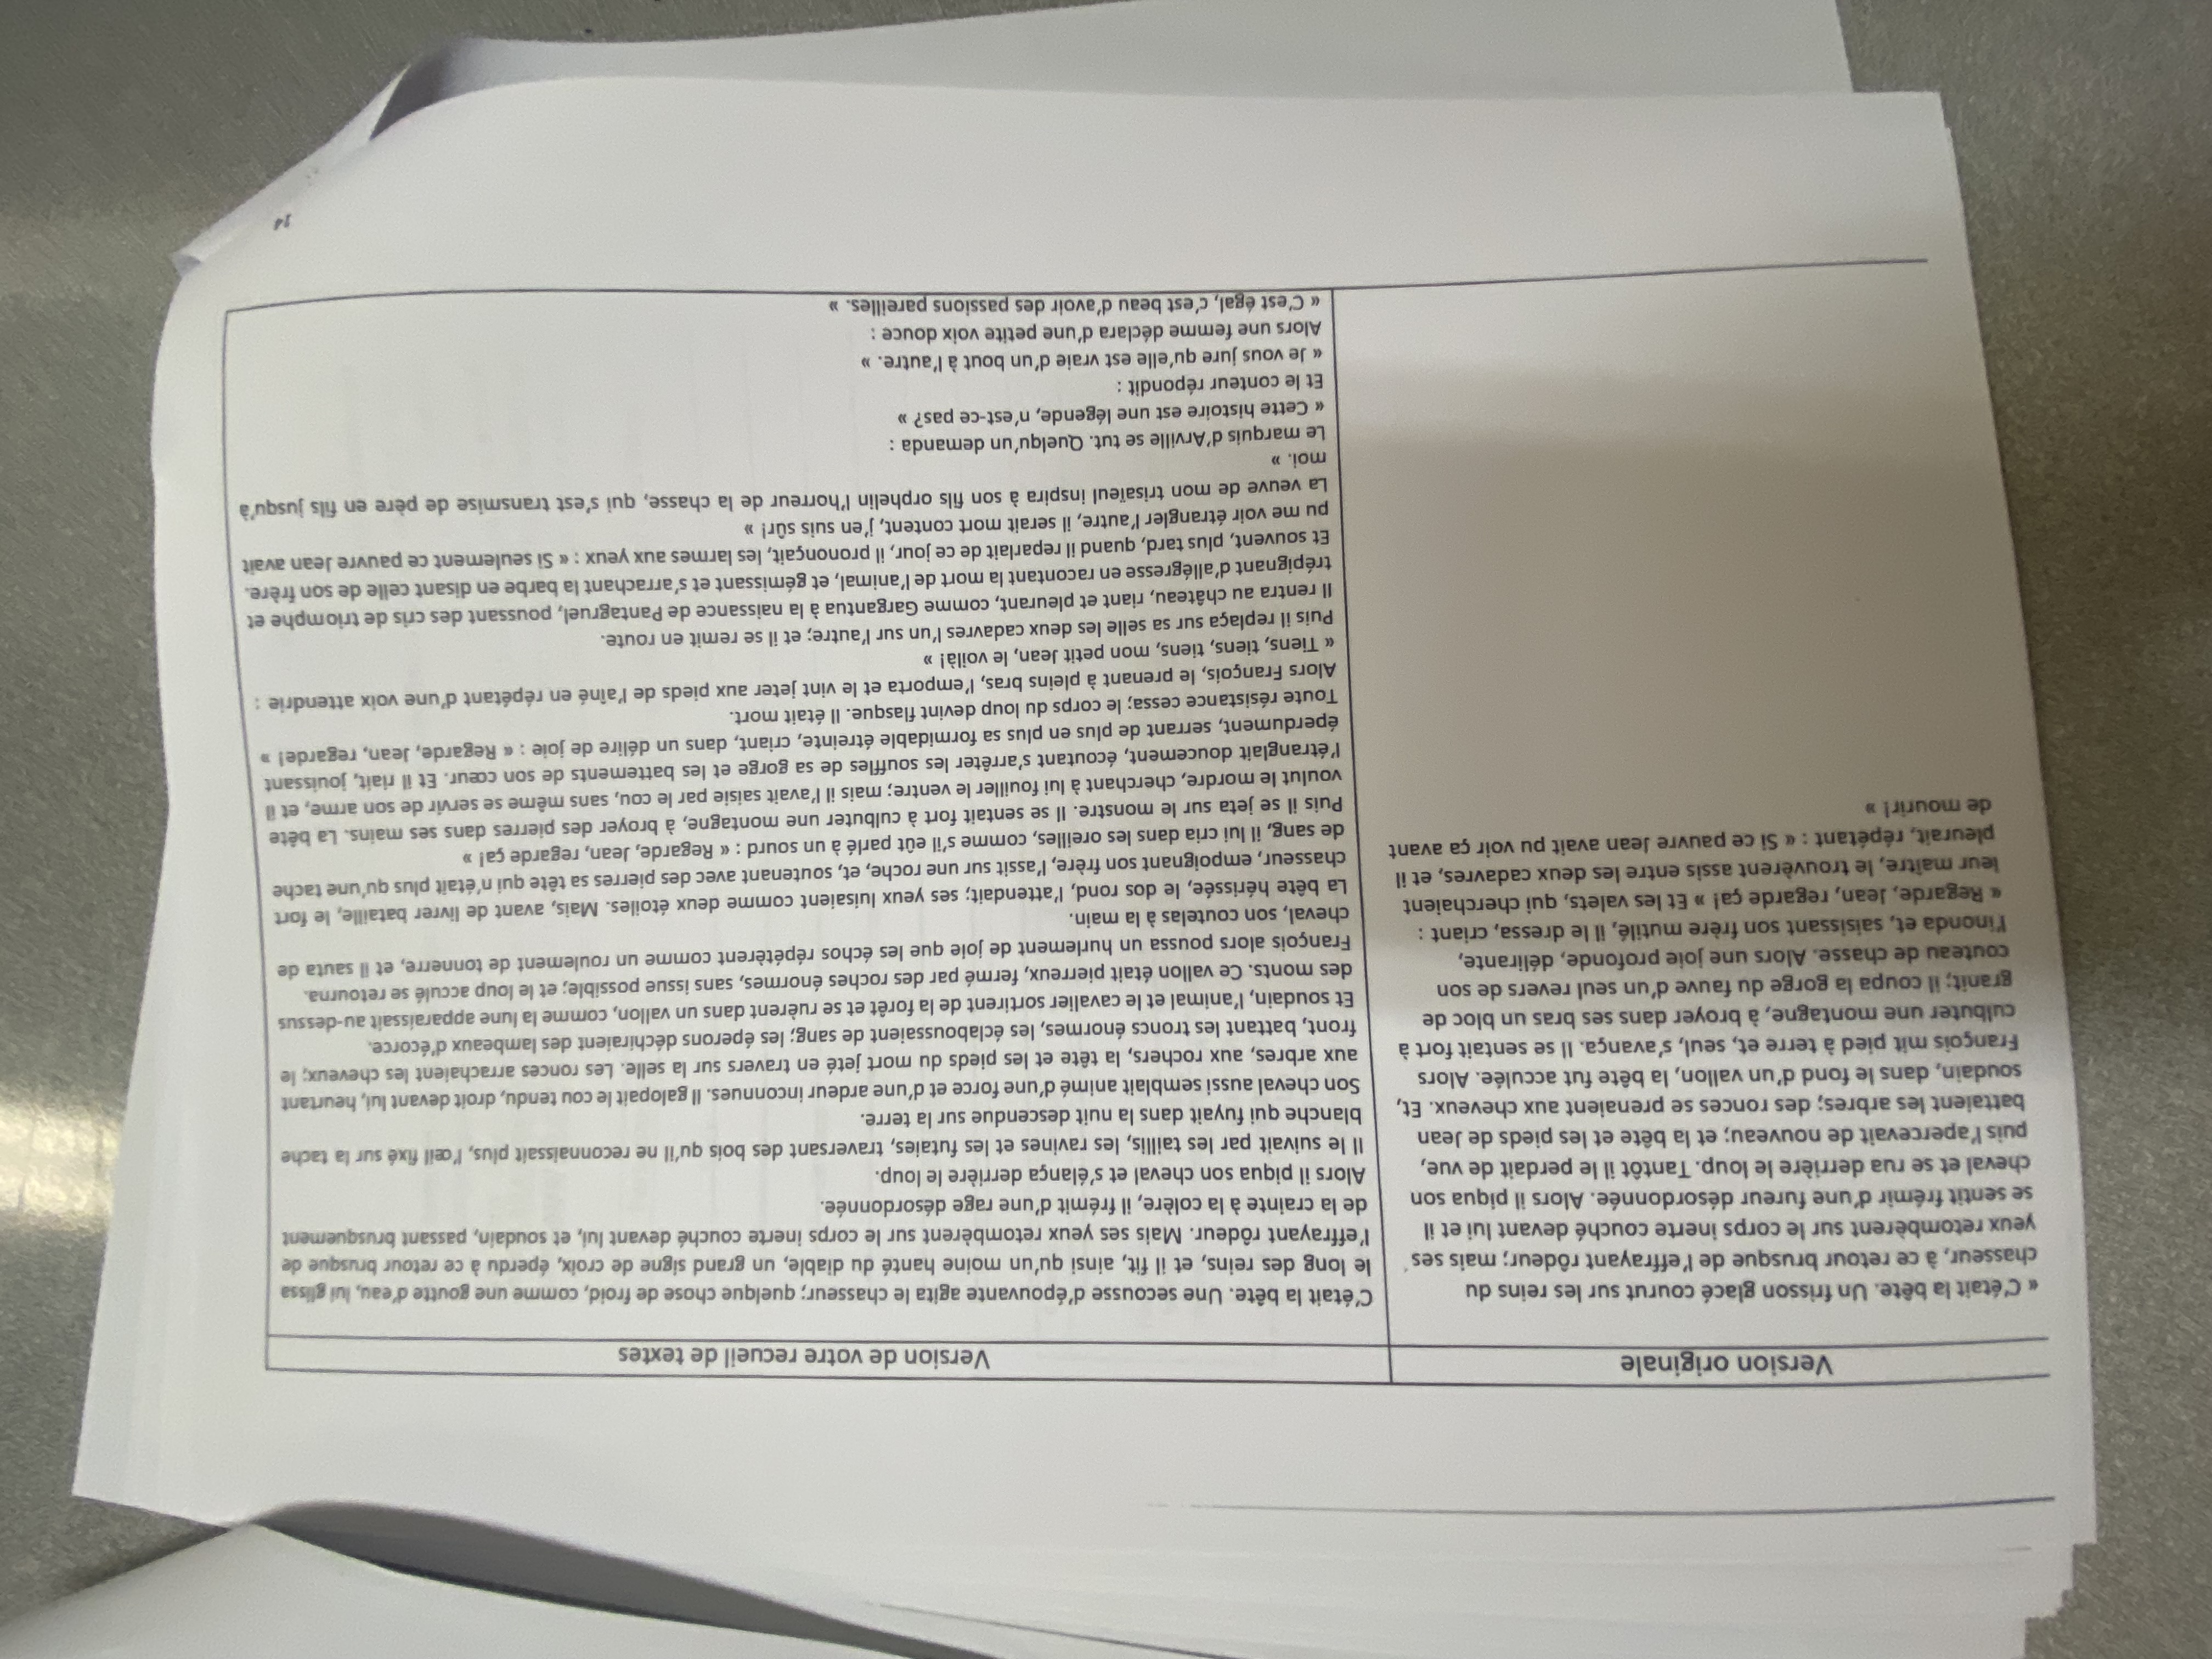 Version originale
« C'était la bête. Un frisson glacé courut sur les reins du
chasseur, à ce retour brusque de l'effrayant rôdeur; mais ses
yeux retombèrent sur le corps inerte couché devant lui et il
se sentit frémir d'une fureur désordonnée. Alors il piqua son
cheval et se rua derrière le loup. Tantôt il le perdait de vue,
puis l'apercevait de nouveau; et la bête et les pieds de Jean
battaient les arbres; des ronces se prenaient aux cheveux. Et,
soudain, dans le fond d'un vallon, la bête fut acculée. Alors
François mit pied à terre et, seul, s'avança. Il se sentait fort à
culbuter une montagne, à broyer dans ses bras un bloc de
granit; il coupa la gorge du fauve d'un seul revers de son
couteau de chasse. Alors une joie profonde, délirante,
l'inonda et, saisissant son frère mutilé, il le dressa, criant :
« Regarde, Jean, regarde ça! » Et les valets, qui cherchaient
leur maître, le trouvèrent assis entre les deux cadavres, et il
pleurait, répétant : « Si ce pauvre Jean avait pu voir ça avant
de mourir! »
Version de votre recueil de textes
C'était la bête. Une secousse d'épouvante agita le chasseur; quelque chose de froid, comme une goutte d'eau, lui glissa
le long des reins, et il fit, ainsi qu'un moine hanté du diable, un grand signe de croix, éperdu à ce retour brusque de
l'effrayant rôdeur. Mais ses yeux retombèrent sur le corps inerte couché devant lui, et soudain, passant brusquement
de la crainte à la colère, il frémit d'une rage désordonnée.
Alors il piqua son cheval et s'élança derrière le loup.
Il le suivait par les taillis, les ravines et les futaies, traversant des bois qu'il ne reconnaissait plus, l'œil fixé sur la tache
blanche qui fuyait dans la nuit descendue sur la terre.
Son cheval aussi semblait animé d'une force et d'une ardeur inconnues. Il galopait le cou tendu, droit devant lui, heurtant
aux arbres, aux rochers, la tête et les pieds du mort jeté en travers sur la selle. Les ronces arrachaient les cheveux; le
front, battant les troncs énormes, les éclaboussaient de sang; les éperons déchiraient des lambeaux d'écorce.
Et soudain, l'animal et le cavalier sortirent de la forêt et se ruèrent dans un vallon, comme la lune apparaissait au-dessus
des monts. Ce vallon était pierreux, fermé par des roches énormes, sans issue possible; et le loup acculé se retourna.
François alors poussa un hurlement de joie que les échos répétèrent comme un roulement de tonnerre, et il sauta de
cheval, son coutelas à la main.
La bête hérissée, le dos rond, l'attendait; ses yeux luisaient comme deux étoiles. Mais, avant de livrer bataille, le fort
chasseur, empoignant son frère, l'assit sur une roche, et, soutenant avec des pierres sa tête qui n'était plus qu'une tache
de sang, il lui cria dans les oreilles, comme s'il eût parlé à un sourd : « Regarde, Jean, regarde ça! »
Puis il se jeta sur le monstre. Il se sentait fort à culbuter une montagne, à broyer des pierres dans ses mains. La bête
voulut le mordre, cherchant à lui fouiller le ventre; mais il l'avait saisie par le cou, sans même se servir de son arme, et il
l'étranglait doucement, écoutant s'arrêter les souffles de sa gorge et les battements de son cœur. Et il riait, jouissant
éperdument, serrant de plus en plus sa formidable étreinte, criant, dans un délire de joie : « Regarde, Jean, regarde! »
Toute résistance cessa; le corps du loup devint flasque. Il était mort.
Alors François, le prenant à pleins bras, l'emporta et le vint jeter aux pieds de l'aîné en répétant d'une voix attendrie :
« Tiens, tiens, tiens, mon petit Jean, le voilà! »
Puis il replaça sur sa selle les deux cadavres l'un sur l'autre; et il se remit en route.
Il rentra au château, riant et pleurant, comme Gargantua à la naissance de Pantagruel, poussant des cris de triomphe et
trépignant d'allégresse en racontant la mort de l'animal, et gémissant et s'arrachant la barbe en disant celle de son frère.
Et souvent, plus tard, quand il reparlait de ce jour, il prononçait, les larmes aux yeux : « Si seulement ce pauvre Jean avait
pu me voir étrangler l'autre, il serait mort content, j'en suis sûr! »
La veuve de mon trisaïeul inspira à son fils orphelin l'horreur de la chasse, qui s'est transmise de père en fils jusqu'à
moi. »
Le marquis d'Arville se tut. Quelqu'un demanda :
« Cette histoire est une légende, n'est-ce pas? »
Et le conteur répondit :
« Je vous jure qu'elle est vraie d'un bout à l'autre. »
Alors une femme déclara d'une petite voix douce :
« C'est égal, c'est beau d'avoir des passions pareilles. »